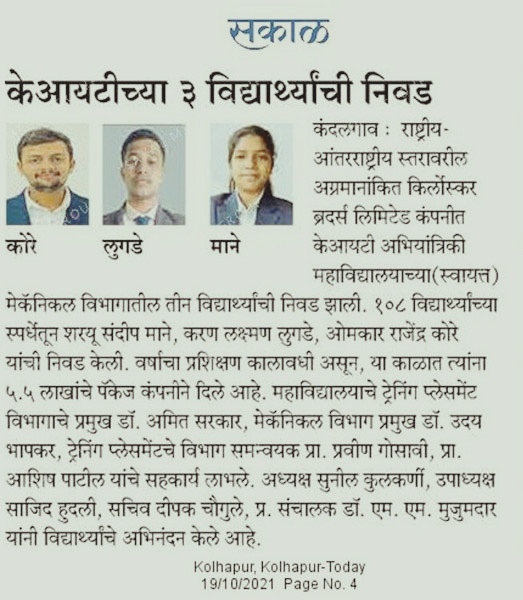 सकाळ
केआयटीच्या ३ विद्यार्थ्यांची निवड
कोरे
लुगडे
माने
कंदलगाव : राष्ट्रीय-
आंतरराष्ट्रीय स्तरावरील
अग्रमानांकित किर्लोस्कर
ब्रदर्स लिमिटेड कंपनीत
केआयटी अभियांत्रिकी
महाविद्यालयाच्या(स्वायत्त)
मेकॅनिकल विभागातील तीन विद्यार्थ्यांची निवड झाली. १०८ विद्यार्थ्यांच्या
स्पर्धेतून शरयू संदीप माने, करण लक्ष्मण लुगडे, ओमकार राजेंद्र कोरे
यांची निवड केली. वर्षाचा प्रशिक्षण कालावधी असून, या काळात त्यांना
५.५ लाखांचे पॅकेज कंपनीने दिले आहे. महाविद्यालयाचे ट्रेनिंग प्लेसमेंट
विभागाचे प्रमुख डॉ. अमित सरकार, मेकॅनिकल विभाग प्रमुख डॉ. उदय
भापकर, ट्रेनिंग प्लेसमेंटचे विभाग समन्वयक प्रा. प्रवीण गोसावी, प्रा.
आशिष पाटील यांचे सहकार्य लाभले. अध्यक्ष सुनील कुलकर्णी, उपाध्यक्ष
साजिद हुदली, सचिव दीपक चौगुले, प्र. संचालक डॉ. एम. एम. मुजुमदार
यांनी विद्यार्थ्यांचे अभिनंदन केले आहे.
Kolhapur, Kolhapur-Today
19/10/2021 Page No. 4